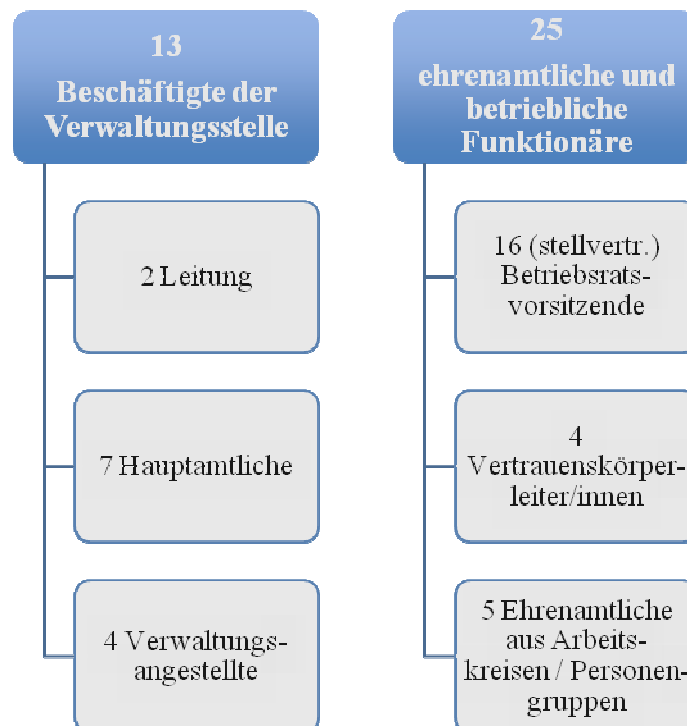 13
Beschäftigte der
Verwaltungsstelle
2 Leitung
7 Hauptamtliche
4 Verwaltungs-
angestellte
25
ehrenamtliche und
betriebliche
Funktionäre
16 (stellvertr.)
Betriebsrats-
vorsitzende
4
Vertrauenskörper-
leiter/innen
5 Ehrenamtliche
aus Arbeits-
kreisen / Personen-
gruppen